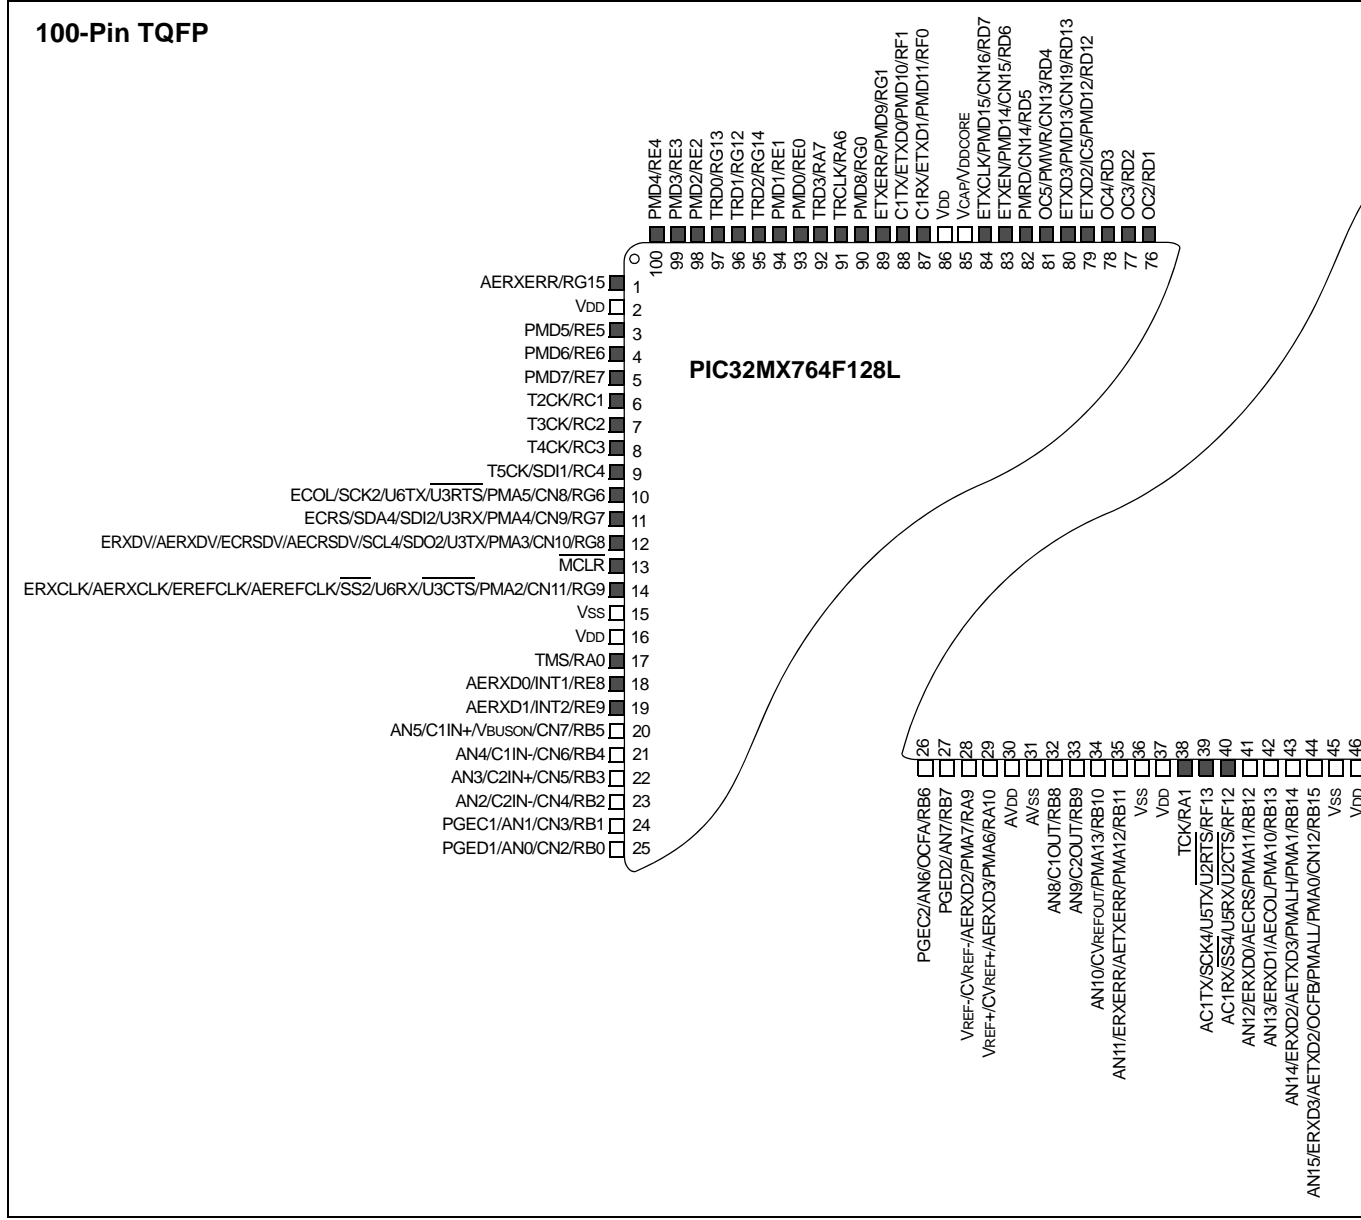 100-Pin TQFP
PMD4/RE4
PMD3/RE3
PMD2/RE2
TRD0/RG13
TRD1/RG12
TRD2/RG14
PMD1/RE1
PMD0/RE0
TRD3/RA7
TRCLK/RA6
PMD8/RG0
ETXERR/PMD9/RG1
C1TX/ETXD0/PMD10/RF1
C1RX/ETXD1/PMD11/RF0
VDD
VCAP/VDDCORE
ETXCLK/PMD15/CN16/RD7
ETXEN/PMD14/CN15/RD6
PMRD/CN14/RD5
OC5/PMWR/CN13/RD4
ETXD3/PMD13/CN19/RD13
ETXD2/IC5/PMD12/RD12
OC4/RD3
OC3/RD2
OC2/RD1
100
99
98
97
96
95
94
93
92
91
90
89
88
87
86
85
84
83
82
81
80
79
78
77
76
AERXERR/RG15 1
VDD 2
PMD5/RE5 3
PMD6/RE6 4
PMD7/RE7 5
T2CK/RC1 6
T3CK/RC2 7
T4CK/RC3 8
T5CK/SDI1/RC4 9
ECOL/SCK2/U6TX/U3RTS/PMA5/CN8/RG6 10
ECRS/SDA4/SDI2/U3RX/PMA4/CN9/RG7 11
ERXDV/AERXDV/ECRSDV/AECRSDV/SCL4/SDO2/U3TX/PMA3/CN10/RG8 12
MCLR 13
ERXCLK/AERXCLK/EREFCLK/AEREFCLK/SS2/U6RX/U3CTS/PMA2/CN11/RG9 14
VSS 15
VDD 16
TMS/RA0 17
AERXD0/INT1/RE8 18
AERXD1/INT2/RE9 19
AN5/C1IN+/VBUSON/CN7/RB5 20
AN4/C1IN-/CN6/RB4 21
AN3/C2IN+/CN5/RB3 22
AN2/C2IN-/CN4/RB2 23
PGEC1/AN1/CN3/RB1 24
PGED1/AN0/CN2/RB0 25
PIC32MX764F128L
26
27
28
29
30
31
32
33
34
35
36
37
38
39
40
41
42
43
44
45
46
PGEC2/AN6/OCFA/RB6
PGED2/AN7/RB7
VREF-/CVREF-/AERXD2/PMA7/RA9
VREF+/CVREF+/AERXD3/PMA6/RA10
AVDD
AVSS
AN8/C1OUT/RB8
AN9/C2OUT/RB9
AN10/CVREFOUT/PMA13/RB10
AN11/ERXERR/AETXERR/PMA12/RB11
VSS
VDD
TCK/RA1
AC1TX/SCK4/U5TX/U2RTS/RF13
AC1RX/SS4/U5RX/U2CTS/RF12
AN12/ERXD0/AECRS/PMA11/RB12
AN13/ERXD1/AECOL/PMA10/RB13
AN14/ERXD2/AETXD3/PMALH/PMA1/RB14
AN15/ERXD3/AETXD2/OCFB/PMALL/PMA0/CN12/RB15
VSS
VDD